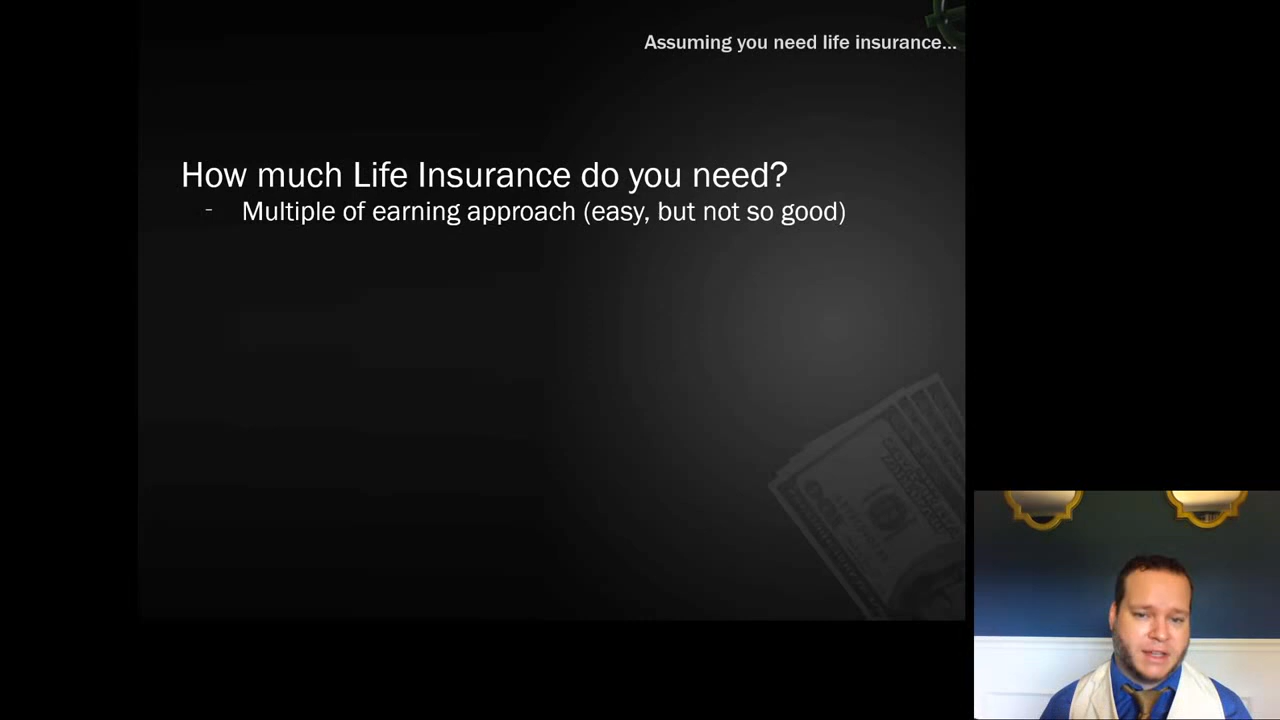 Assuming you need life insurance...
How much Life Insurance do you need?
- Multiple of earning approach (easy, but not so good)